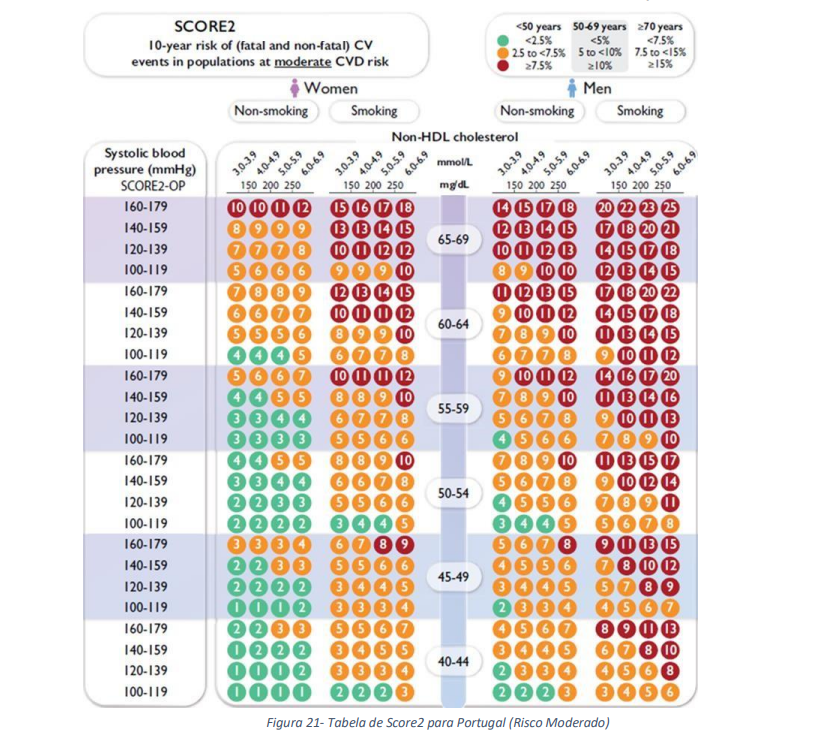 SCORE2
10-year risk of (fatal and non-fatal) CV
events in populations at moderate CVD risk
<50 years 50-69 years ≥70 years
<2.5% <5% <7.5%
2.5 to <7.5% 5 to <10% 7.5 to <15%
≥7.5% ≥10% ≥15%
Women Men
Non-smoking Smoking Non-smoking Smoking
Non-HDL cholesterol
Systolic blood
pressure (mmHg)
SCORE2-OP
3.0-3.9 4.0-4.9 5.0-5.9 6.0-6.9 3.0-3.9 4.0-4.9 5.0-5.9 6.0-6.9 mmol/L 3.0-3.9 4.0-4.9 5.0-5.9 6.0-6.9 3.0-3.9 4.0-4.9 5.0-5.9 6.0-6.9
150 200 250 150 200 250 mg/dL 150 200 250 150 200 250
160-179 10 10 11 12 15 16 17 18 14 15 17 18 20 22 23 25
140-159 8 9 9 9 13 13 14 15 12 13 14 15 17 18 20 21
65-69
120-139 7 7 7 8 10 11 12 12 10 11 12 13 14 15 17 18
100-119 5 6 6 6 9 9 9 10 8 9 10 10 12 13 14 15
160-179 7 8 8 9 12 13 14 15 11 12 13 15 17 18 20 22
140-159 6 6 7 7 10 11 11 12 9 10 11 12 14 15 17 18
60-64
120-139 5 5 5 6 8 9 9 10 7 8 9 10 11 13 14 15
100-119 4 4 4 5 6 7 7 8 6 7 7 8 9 10 11 12
160-179 5 6 6 7 10 11 11 12 9 10 11 12 14 16 17 20
140-159 4 4 5 5 8 8 9 10 7 8 9 10 11 13 14 16
55-59
120-139 3 3 4 4 6 7 7 8 5 6 7 8 9 10 11 13
100-119 3 3 3 3 5 5 6 6 4 5 6 6 7 8 9 10
160-179 4 4 5 5 8 8 9 10 7 8 9 10 11 13 15 17
140-159 3 3 4 4 6 6 7 8 5 6 7 8 9 10 12 14
50-54
120-139 2 2 3 3 5 5 6 6 4 5 5 6 7 8 9 11
100-119 2 2 2 2 3 4 4 5 3 4 4 5 5 6 7 8
160-179 3 3 3 4 6 7 8 9 5 6 7 8 9 11 13 15
140-159 2 2 3 3 5 5 6 6 4 5 5 6 7 8 10 12
45-49
120-139 2 2 2 2 3 4 4 5 3 4 4 5 5 7 8 9
100-119 1 1 1 2 3 3 3 4 2 3 3 4 4 5 6 7
160-179 2 2 3 3 5 5 6 7 4 5 6 7 8 9 11 13
140-159 1 2 2 2 3 4 5 5 3 4 4 5 6 7 8 10
40-44
120-139 1 1 1 2 3 3 3 4 2 3 3 4 4 5 6 8
100-119 1 1 1 1 2 2 2 3 2 2 2 3 3 4 5 6
Figura 21- Tabela de Score2 para Portugal (Risco Moderado)